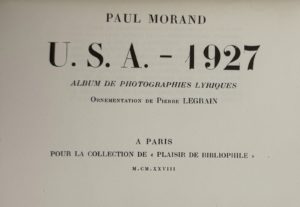 PAUL MORAND
U. S. A. – 1927
ALBUM DE PHOTOGRAPHIES LYRIQUES
ORNEMENTATION DE PIERRE LEGRAIN
A PARIS
POUR LA COLLECTION DE « PLAISIR DE BIBLIOPHILE »
M.CM.XXVIII